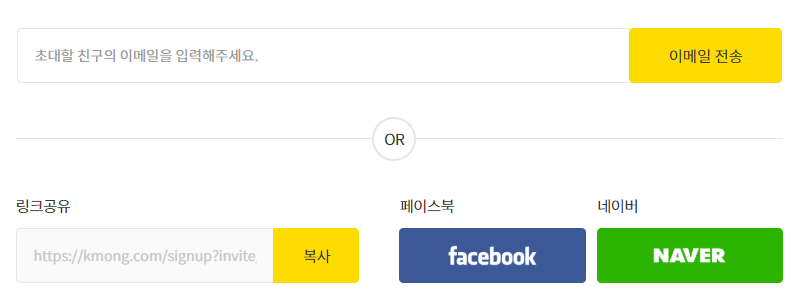 초대할 친구의 이메일을 입력해주세요.
이메일 전송
OR
링크공유
페이스북
네이버
https://kmong.com/signup?invite_
복사
facebook
NAVER